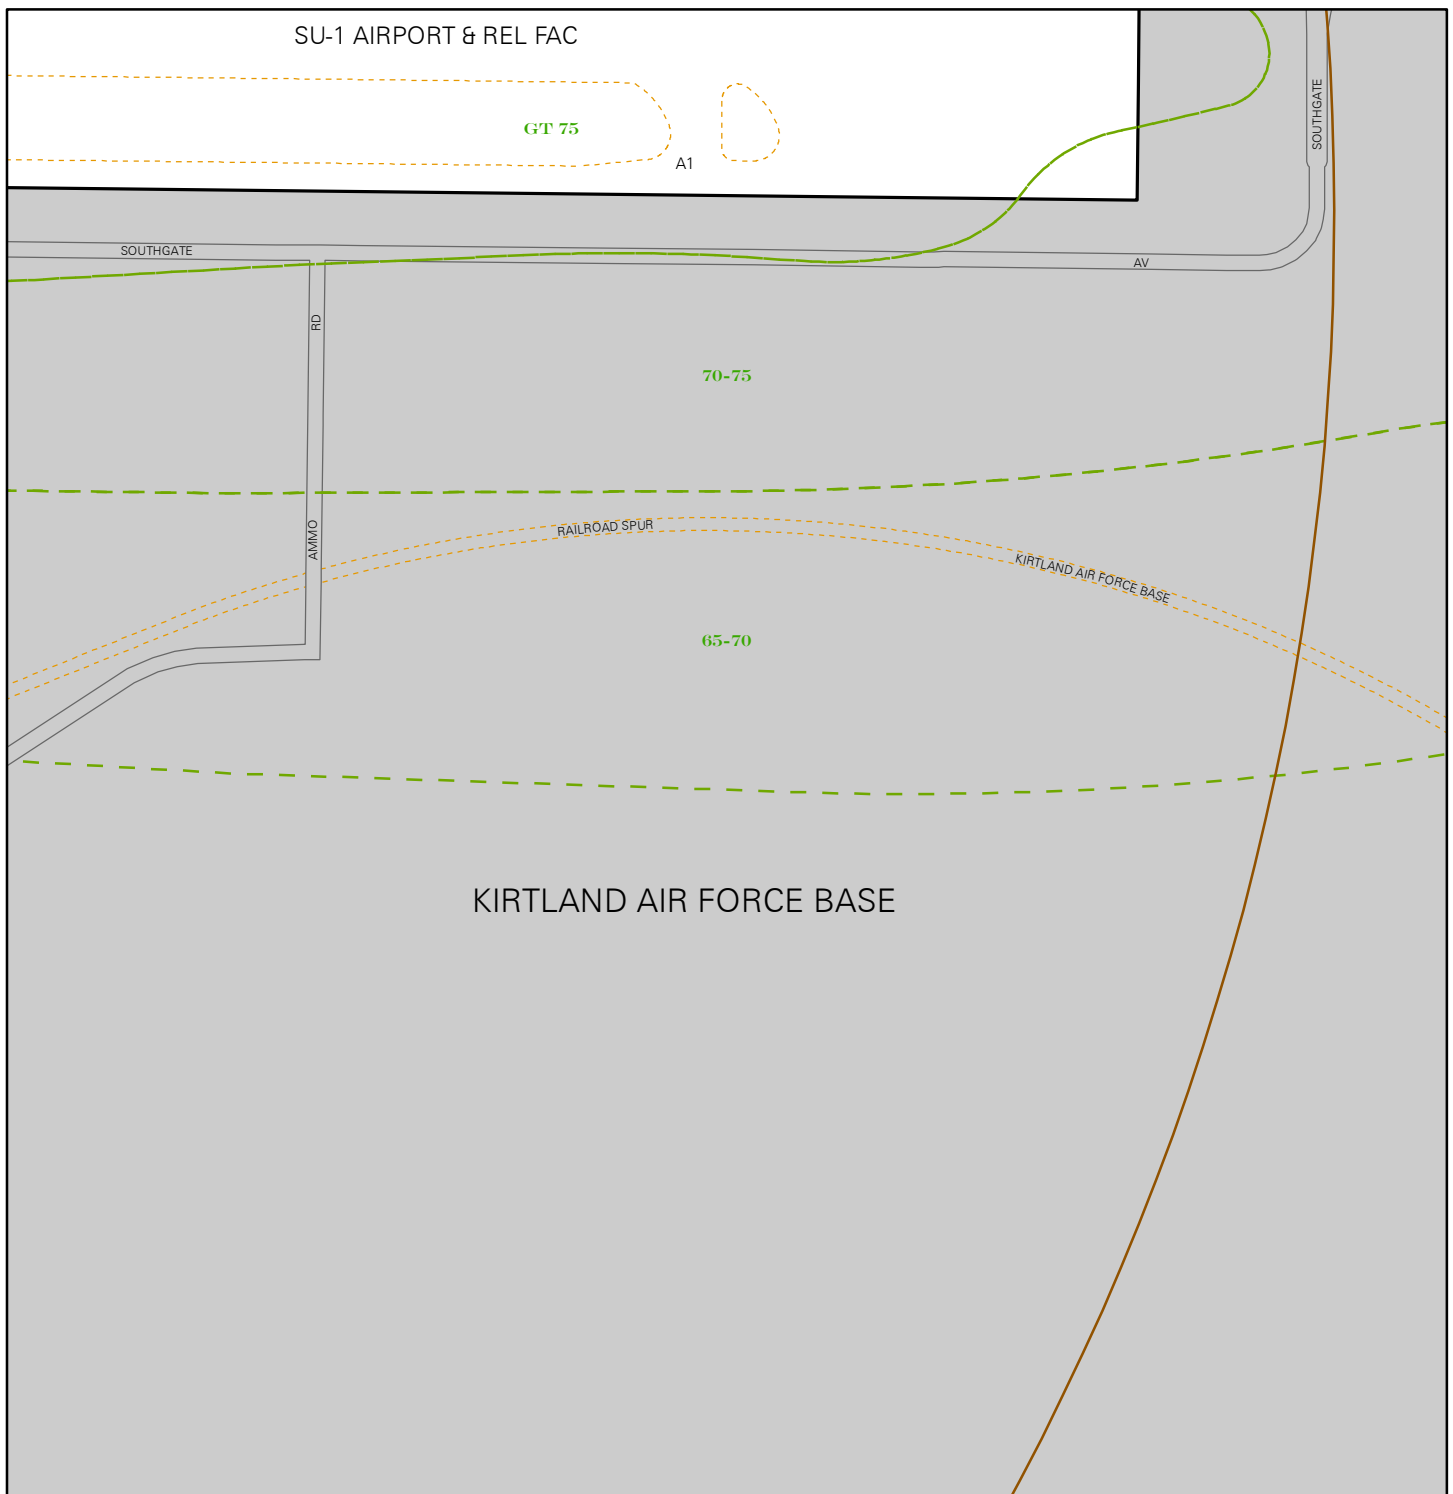 SU-1 AIRPORT & REL FAC
SOUTHGATE
GT 75
A1
SOUTHGATE
AV
RD
70-75
RAILROAD SPUR
AMMO
KIRTLAND AIR FORCE BASE
65-70
KIRTLAND AIR FORCE BASE